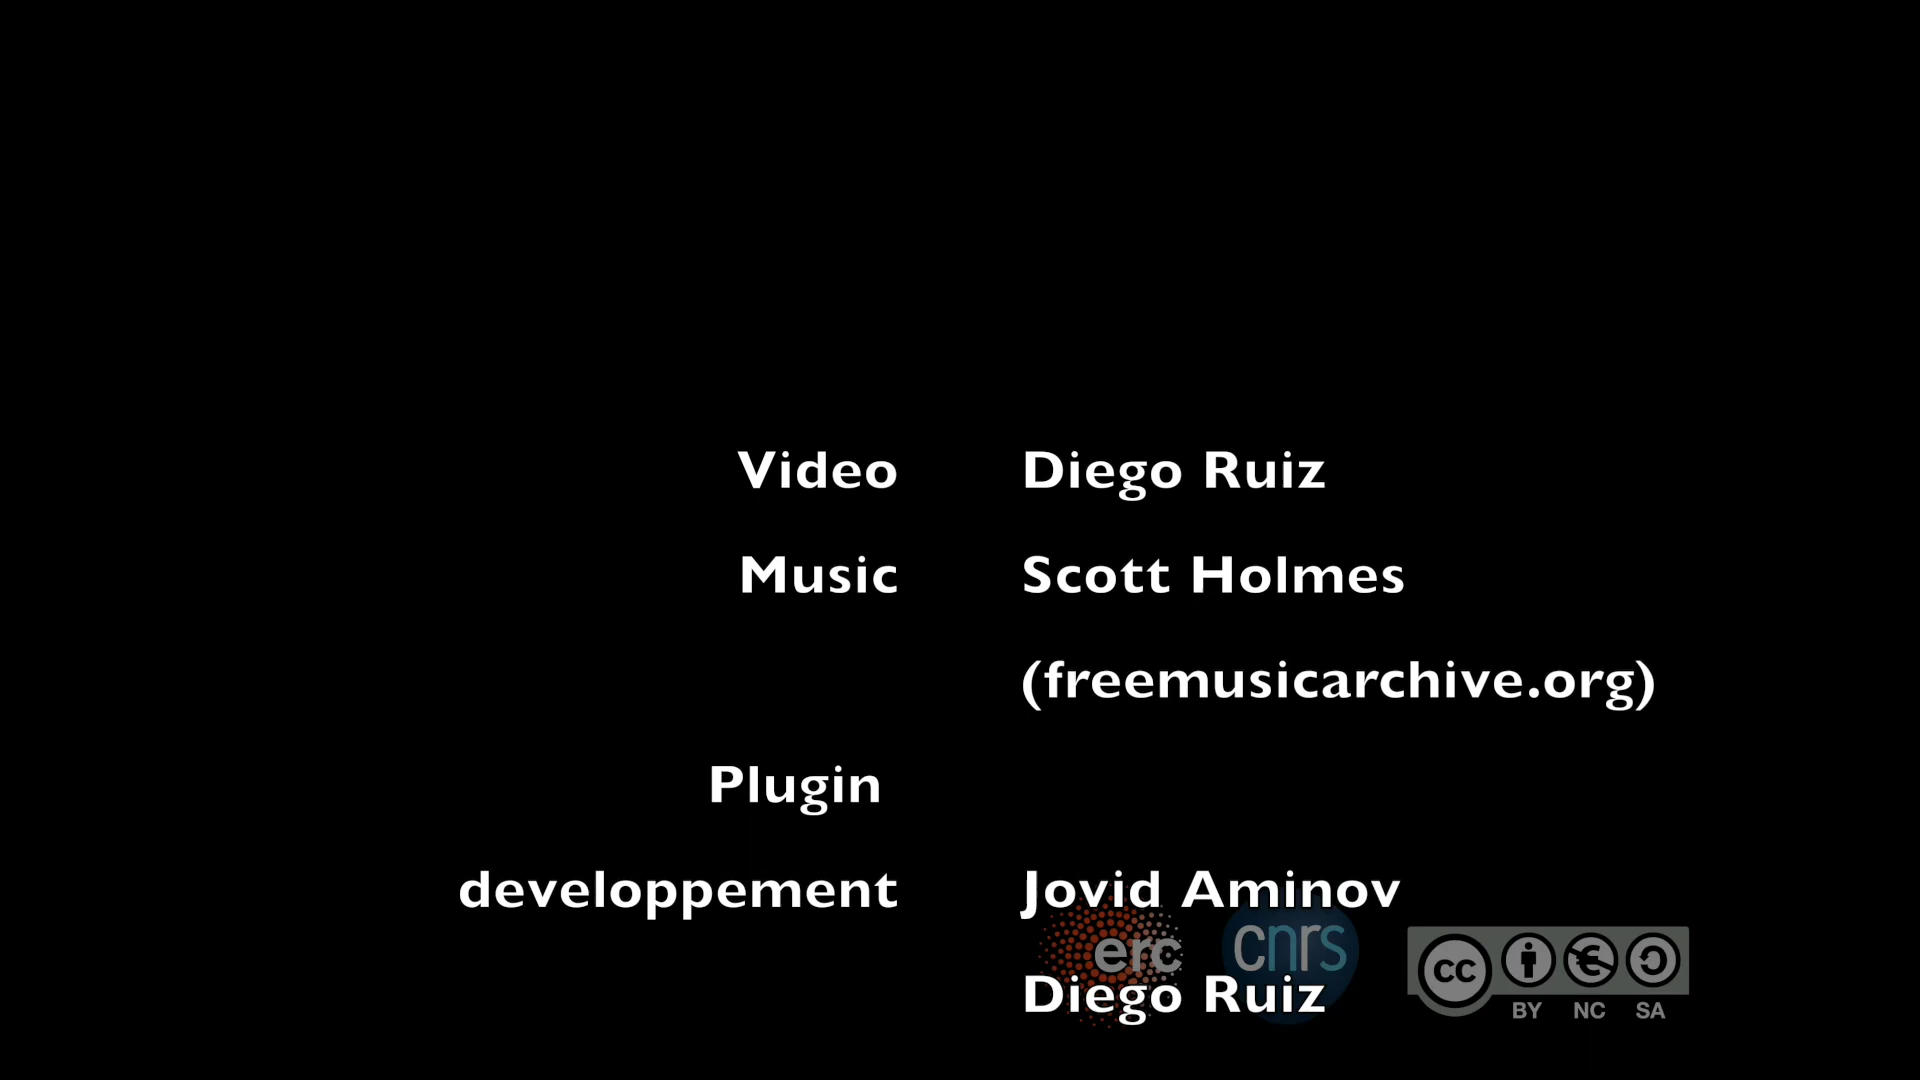 Video Diego Ruiz
Music Scott Holmes
(freemusicarchive.org)
Plugin
developpement Jovid Aminov
erc cnrs
Diego Ruiz
cc
BY NC SA